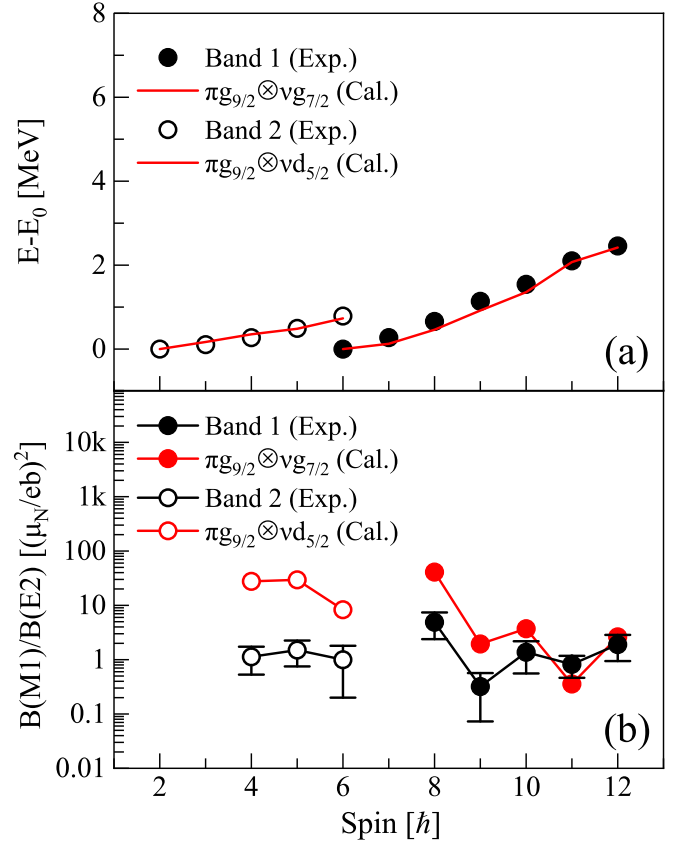 8
6
4
2
0
E-E₀ [MeV]
Band 1 (Exp.)
πg₉/₂⊗νg₇/₂ (Cal.)
Band 2 (Exp.)
πg₉/₂⊗νd₅/₂ (Cal.)
(a)
10k
1k
100
10
1
0.1
0.01
B(M1)/B(E2) [(μ_N/eb)²]
Band 1 (Exp.)
πg₉/₂⊗νg₇/₂ (Cal.)
Band 2 (Exp.)
πg₉/₂⊗νd₅/₂ (Cal.)
(b)
2 4 6 8 10 12
Spin [ℏ]